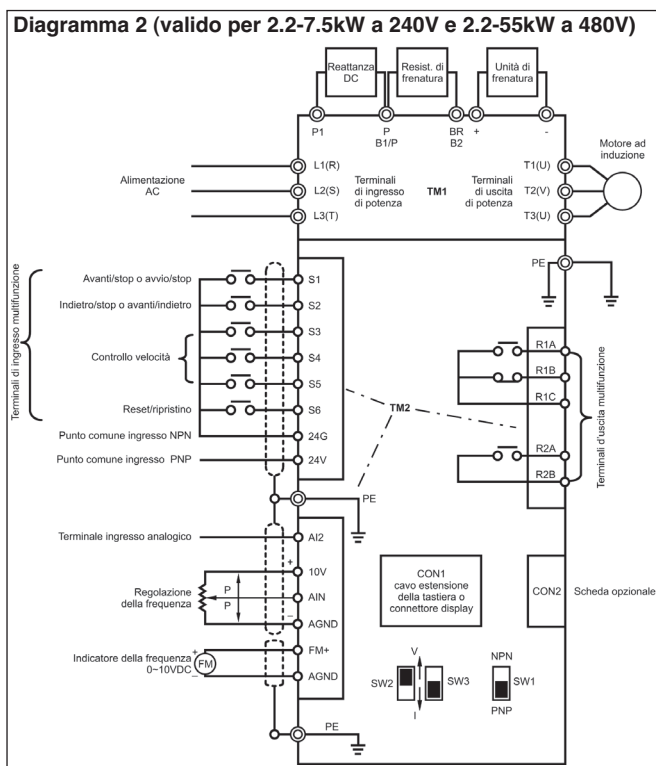 Diagramma 2 (valido per 2.2-7.5kW a 240V e 2.2-55kW a 480V)
Reattanza
DC
Resist. di
frenatura
Unità di
frenatura
P1
P
B1/P
BR
B2
+
-
Alimentazione
AC
L1(R)
L2(S)
L3(T)
Terminali
di ingresso
di potenza
TM1
Terminali
di uscita
di potenza
T1(U)
T2(V)
T3(U)
Motore ad
induzione
PE
Terminali di ingresso multifunzione
Avanti/stop o avvio/stop
S1
Indietro/stop o avanti/indietro
S2
S3
Controllo velocità
S4
S5
Reset/ripristino
S6
Punto comune ingresso NPN
24G
Punto comune ingresso PNP
24V
TM2
R1A
R1B
R1C
R2A
R2B
Terminali d'uscita multifunzione
PE
Terminale ingresso analogico
AI2
+
10V
Regolazione
della frequenza
P
P
AIN
–
AGND
Indicatore della frequenza
0~10VDC
+
FM
–
FM+
AGND
PE
CON1
cavo estensione
della tastiera o
connettore display
CON2
Scheda opzionale
V
SW2
SW3
I
NPN
SW1
PNP